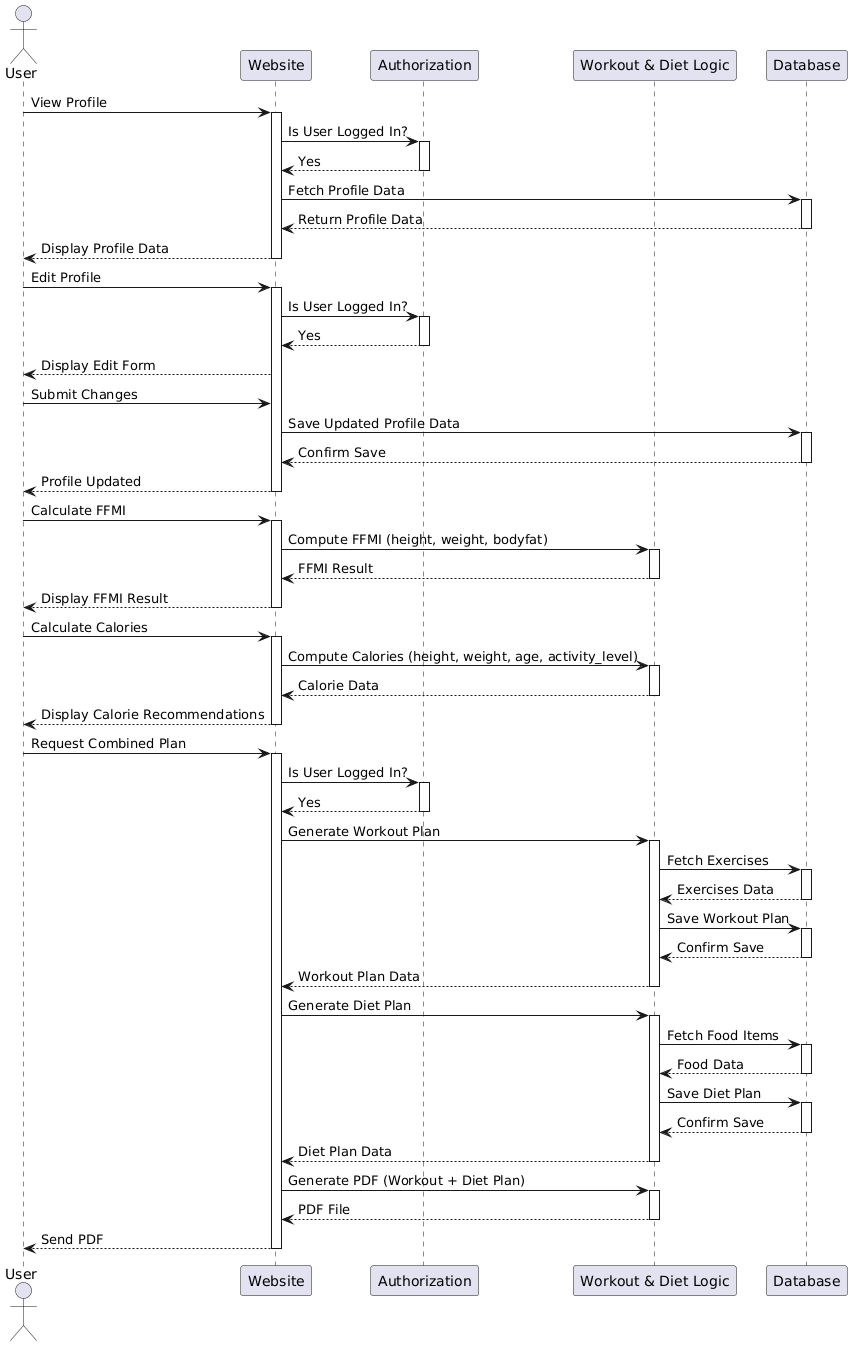 User
Website
Authorization
Workout & Diet Logic
Database
View Profile
Is User Logged In?
Yes
Fetch Profile Data
Return Profile Data
Display Profile Data
Edit Profile
Is User Logged In?
Yes
Display Edit Form
Submit Changes
Save Updated Profile Data
Confirm Save
Profile Updated
Calculate FFMI
Compute FFMI (height, weight, bodyfat)
FFMI Result
Display FFMI Result
Calculate Calories
Compute Calories (height, weight, age, activity_level)
Calorie Data
Display Calorie Recommendations
Request Combined Plan
Is User Logged In?
Yes
Generate Workout Plan
Fetch Exercises
Exercises Data
Save Workout Plan
Confirm Save
Workout Plan Data
Generate Diet Plan
Fetch Food Items
Food Data
Save Diet Plan
Confirm Save
Diet Plan Data
Generate PDF (Workout + Diet Plan)
PDF File
Send PDF
User
Website
Authorization
Workout & Diet Logic
Database